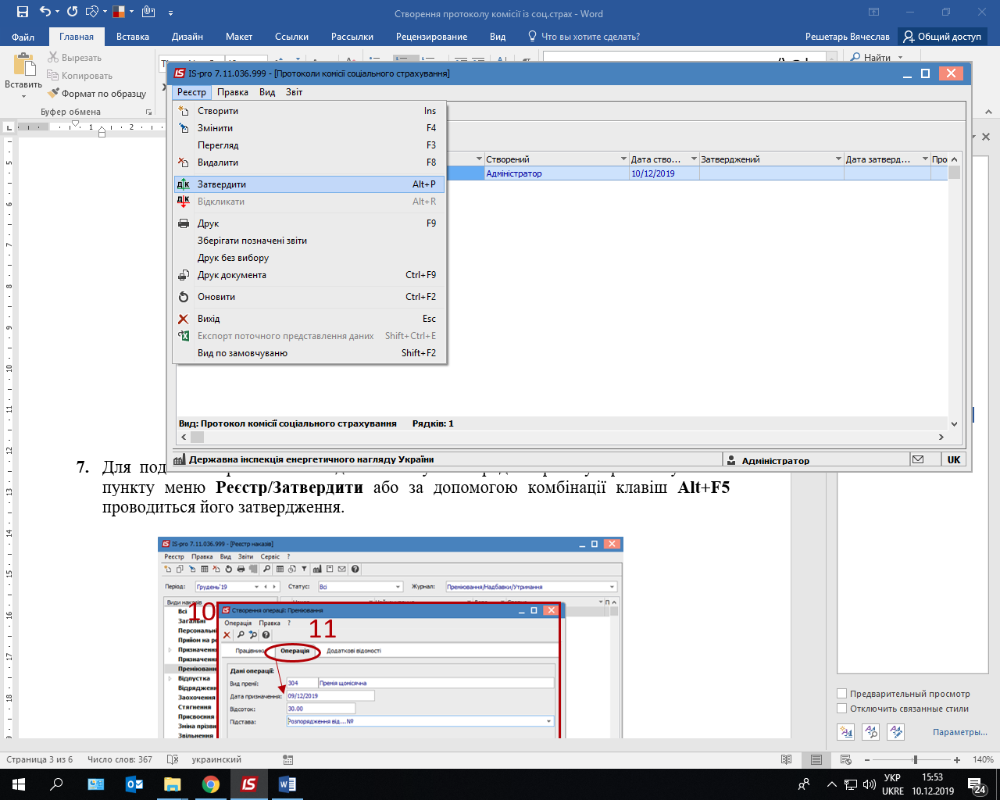 Створення протоколу комісії із соц.страх - Word
Файл
Главная
Вставка
Дизайн
Макет
Ссылки
Рассылки
Рецензирование
Вид
Что вы хотите сделать?
Решетарь Вячеслав
Общий доступ
Вставить
Вырезать
Копировать
Формат по образцу
Буфер обмена
Найти
IS-pro 7.11.036.999 - [Протоколи комісії соціального страхування]
Реєстр Правка Вид Звіт
Створити Ins
Змінити F4
Перегляд F3
Видалити F8
Затвердити Alt+P
Відкликати Alt+R
Друк F9
Зберігати позначені звіти
Друк без вибору
Друк документа Ctrl+F9
Оновити Ctrl+F2
Вихід Esc
Експорт поточного представлення даних Shift+Ctrl+E
Вид по замовчуваню Shift+F2
Створений Дата ство... Затверджений Дата затверд... Про
Адміністратор 10/12/2019
Вид: Протокол комісії соціального страхування Рядків: 1
Державна інспекція енергетичного нагляду України
Адміністратор
UK
7. Для
пункту меню Реєстр/Затвердити або за допомогою комбінації клавіш Alt+F5
проводиться його затвердження.
IS-pro 7.11.036.999 - [Реєстр наказів]
Реєстр Правка Вид Звіти Сервіс ?
Період: Грудень'19 Статус: Всі Журнал: Преміювання/Надбавки/Утримання
Види наказів
Всі
Загальні
Персональні
Прийом на ро
Призначення
Призначення
Преміюванн
Відпустка
Відрядженн
Заохочення
Стягнення
Присвоєння
Зміна прізви
Звільнення
10
Створення операції: Преміювання
Операція Правка ?
11
Працівник Операція Додаткові відомості
Дані операції:
Вид премії: 304 Премія щомісячна
Дата призначення: 09/12/2019
Відсоток: 30.00
Підстава: Розпорядження від...№
Предварительный просмотр
Отключить связанные стили
Параметры...
Страница 3 из 6
Число слов: 367
украинский
140%
УКР
UKRE
15:53
10.12.2019
24